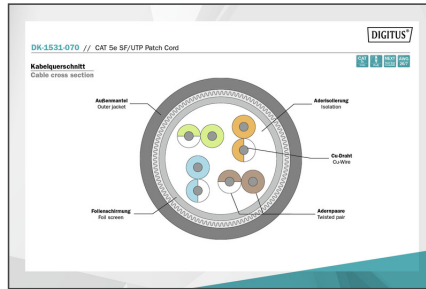 DIGITUS®
DK-1531-070 // CAT 5e SF/UTP Patch Cord
Kabelquerschnitt
Cable cross section
Außenmantel
Outer jacket
Aderisolierung
Isolation
Cu-Draht
Cu-Wire
Folienschirmung
Foil screen
Adernpaare
Twisted pair